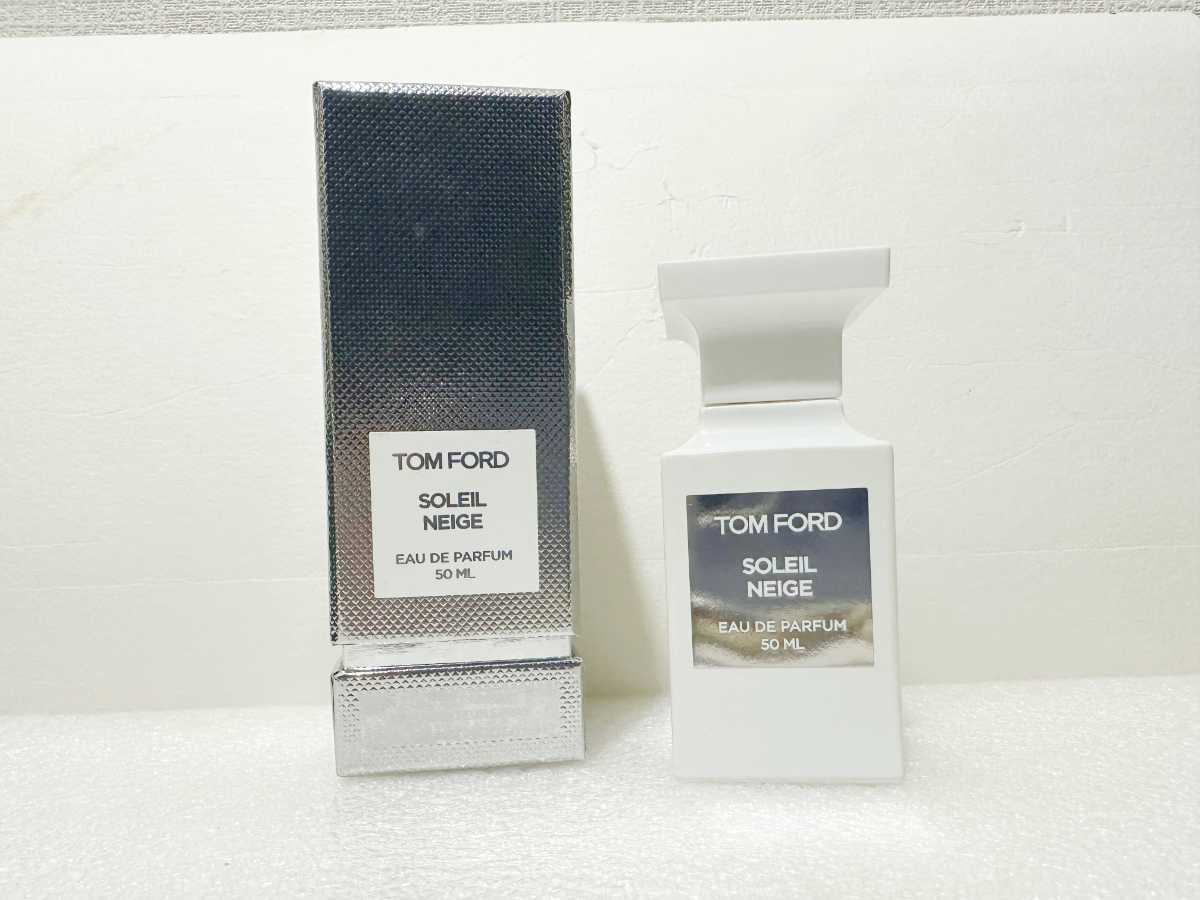 TOM FORD
SOLEIL
NEIGE
EAU DE PARFUM
50 ML
TOM FORD
SOLEIL
NEIGE
EAU DE PARFUM
50 ML